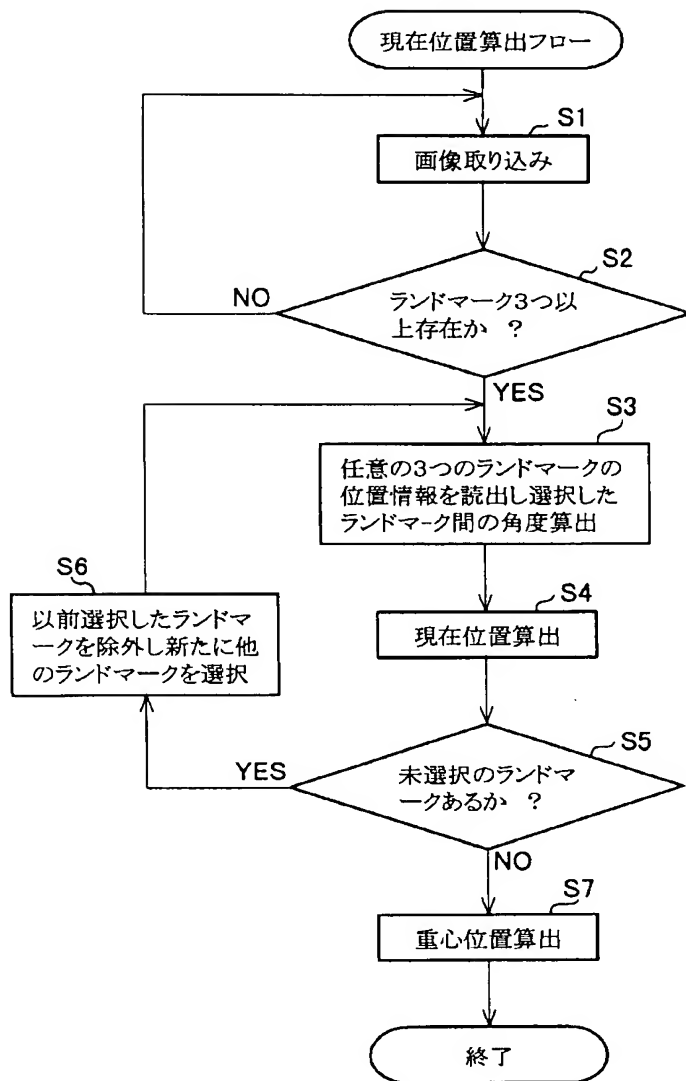 現在位置算出フロー
S1
画像取り込み
S2
ランドマーク3つ以
上存在か ?
NO
YES
S3
任意の3つのランドマークの
位置情報を読出し選択した
ランドマーク間の角度算出
S6
以前選択したランドマ
ークを除外し新たに他
のランドマークを選択
S4
現在位置算出
S5
未選択のランドマ
ークあるか ?
YES
NO
S7
重心位置算出
終了